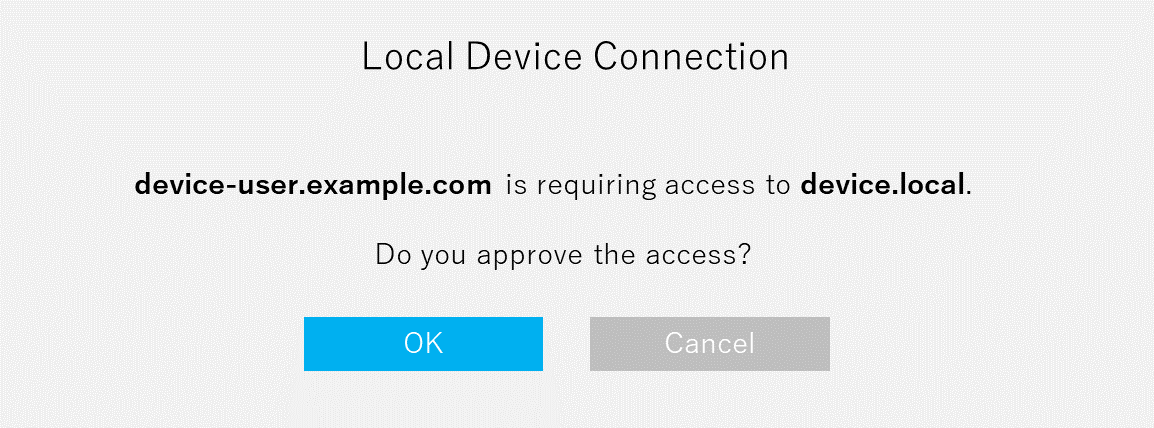 Local Device Connection
device-user.example.com is requiring access to device.local.
Do you approve the access?
OK
Cancel